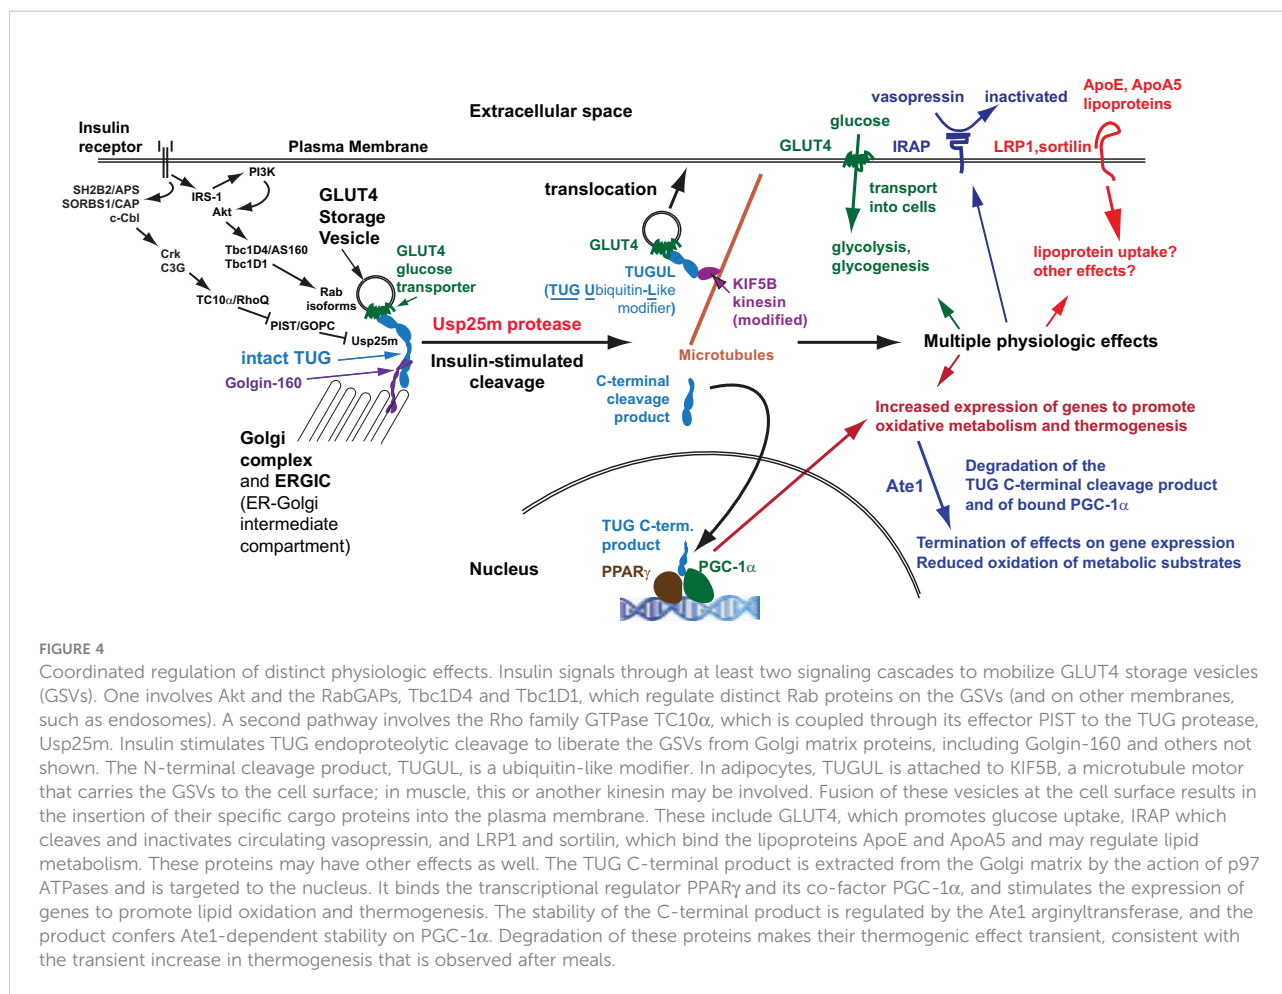 Extracellular space
Insulin
receptor
Plasma Membrane
PI3K
SH2B2/APS
SORBS1/CAP
c-Cbl
IRS-1
Akt
Crk
C3G
Tbc1D4/AS160
Tbc1D1
TC10α/RhoQ
Rab
isoforms
PIST/GOPC
Usp25m
GLUT4
Storage
Vesicle
GLUT4
glucose
transporter
intact TUG
Golgin-160
Golgi
complex
and ERGIC
(ER-Golgi
intermediate
compartment)
Usp25m protease
Insulin-stimulated
cleavage
translocation
GLUT4
TUGUL
(TUG Ubiquitin-Like
modifier)
KIF5B
kinesin
(modified)
Microtubules
C-terminal
cleavage
product
Nucleus
TUG C-term.
product
PPARγ
PGC-1α
glucose
GLUT4
transport
into cells
glycolysis,
glycogenesis
vasopressin
inactivated
IRAP
ApoE, ApoA5
lipoproteins
LRP1,sortilin
lipoprotein uptake?
other effects?
Multiple physiologic effects
Increased expression of genes to promote
oxidative metabolism and thermogenesis
Ate1
Degradation of the
TUG C-terminal cleavage product
and of bound PGC-1α
Termination of effects on gene expression
Reduced oxidation of metabolic substrates
FIGURE 4
Coordinated regulation of distinct physiologic effects. Insulin signals through at least two signaling cascades to mobilize GLUT4 storage vesicles
(GSVs). One involves Akt and the RabGAPs, Tbc1D4 and Tbc1D1, which regulate distinct Rab proteins on the GSVs (and on other membranes,
such as endosomes). A second pathway involves the Rho family GTPase TC10α, which is coupled through its effector PIST to the TUG protease,
Usp25m. Insulin stimulates TUG endoproteolytic cleavage to liberate the GSVs from Golgi matrix proteins, including Golgin-160 and others not
shown. The N-terminal cleavage product, TUGUL, is a ubiquitin-like modifier. In adipocytes, TUGUL is attached to KIF5B, a microtubule motor
that carries the GSVs to the cell surface; in muscle, this or another kinesin may be involved. Fusion of these vesicles at the cell surface results in
the insertion of their specific cargo proteins into the plasma membrane. These include GLUT4, which promotes glucose uptake, IRAP which
cleaves and inactivates circulating vasopressin, and LRP1 and sortilin, which bind the lipoproteins ApoE and ApoA5 and may regulate lipid
metabolism. These proteins may have other effects as well. The TUG C-terminal product is extracted from the Golgi matrix by the action of p97
ATPases and is targeted to the nucleus. It binds the transcriptional regulator PPARγ and its co-factor PGC-1α, and stimulates the expression of
genes to promote lipid oxidation and thermogenesis. The stability of the C-terminal product is regulated by the Ate1 arginyltransferase, and the
product confers Ate1-dependent stability on PGC-1α. Degradation of these proteins makes their thermogenic effect transient, consistent with
the transient increase in thermogenesis that is observed after meals.